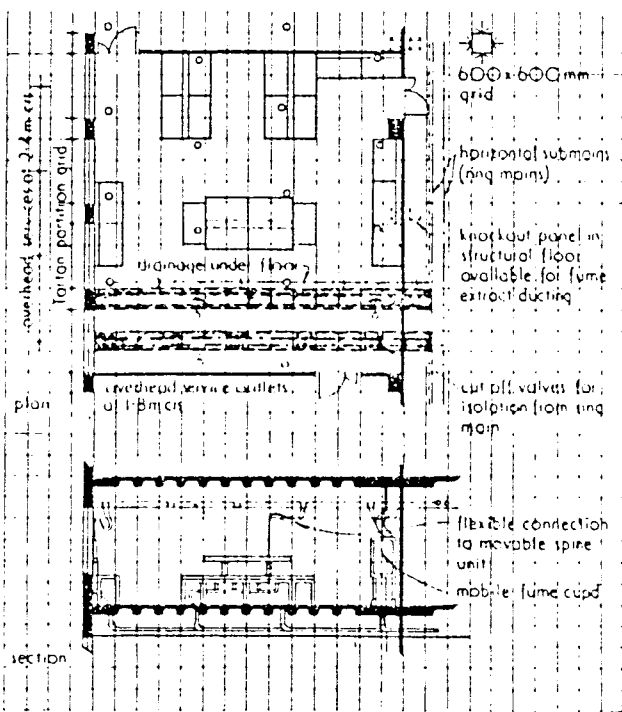 600 x 600mm
grid
horizontal submains
(ring mains)
knockout panel in
structural floor
available for fume
extract ducting
overhead services at 2·4m crs
Tartan partition grid
drainage under floor
overhead service outlets
at 1·8m crs
plan
cut off valves for
isolation from ring
main
flexible connection
to movable spine
unit
mobile fume cupd
section